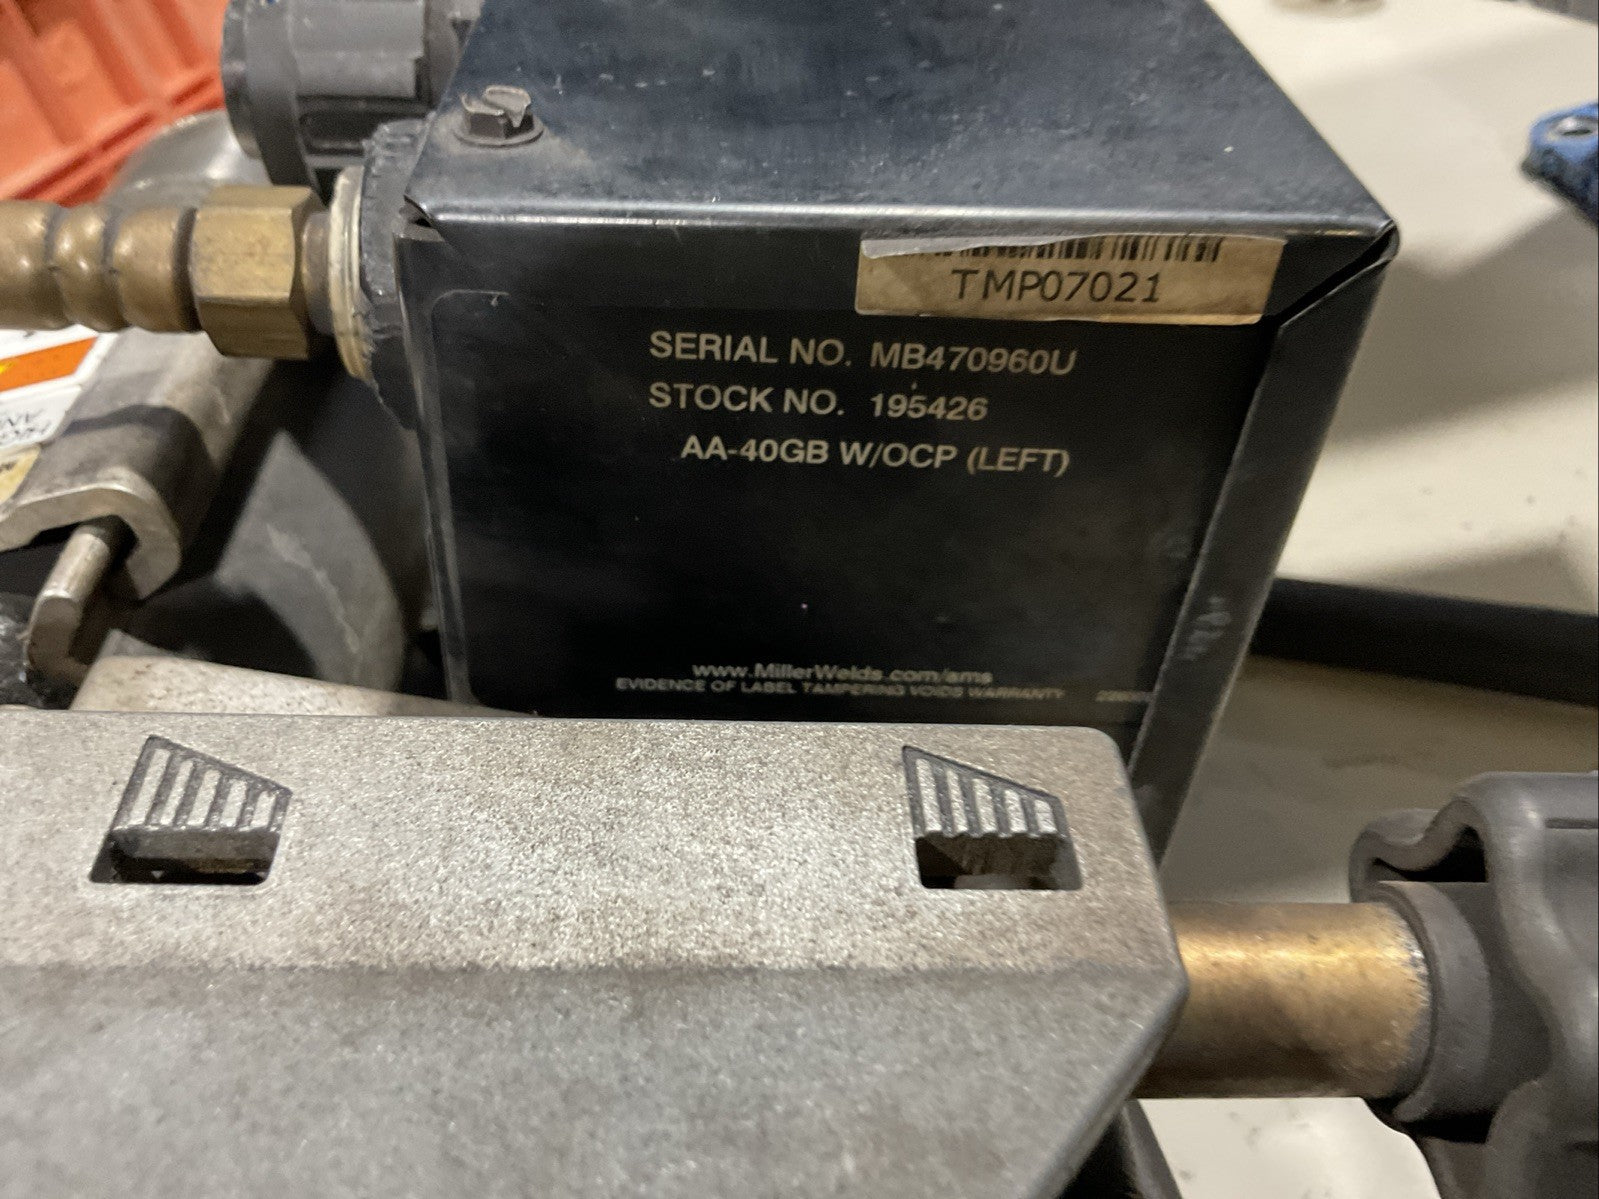 TMP07021
SERIAL NO. MB470960U
STOCK NO. 195426
AA-40GB W/OCP (LEFT)
www.MillerWelds.com/ams
EVIDENCE OF LABEL TAMPERING VOIDS WARRANTY